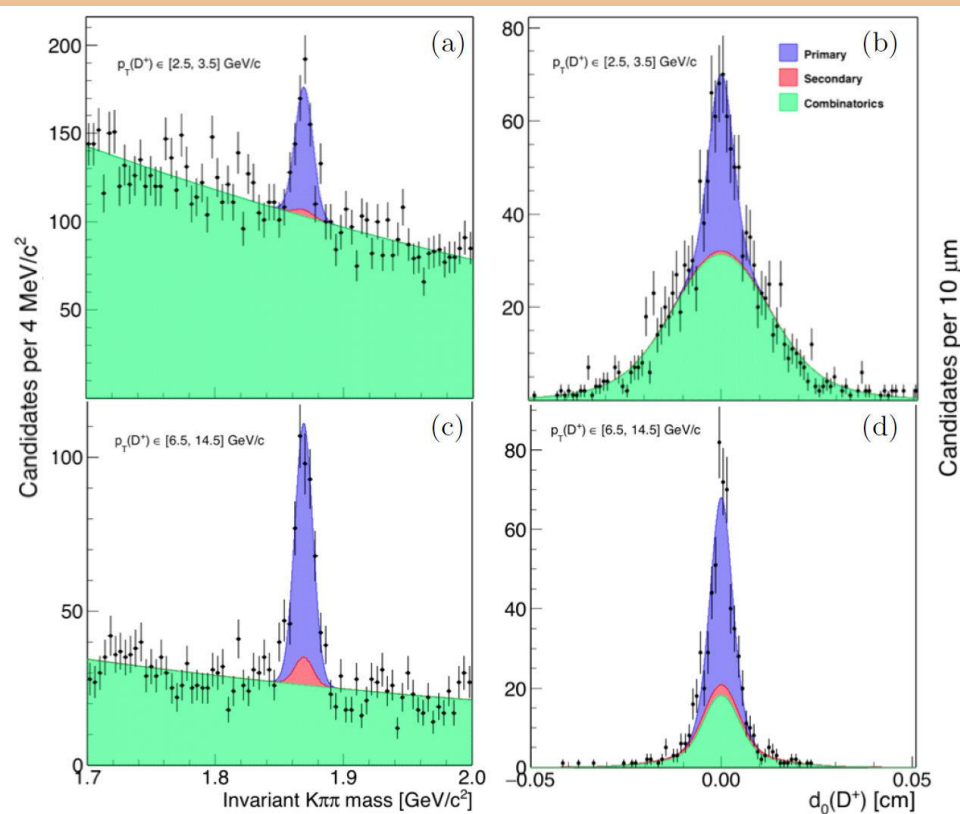 (a)
p_T(D⁺) ∈ [2.5, 3.5] GeV/c
200
150
100
50
(b)
p_T(D⁺) ∈ [2.5, 3.5] GeV/c
Primary
Secondary
Combinatorics
80
60
40
20
Candidates per 4 MeV/c²
Candidates per 10 μm
(c)
p_T(D⁺) ∈ [6.5, 14.5] GeV/c
100
50
0
1.7 1.8 1.9 2.0
Invariant Kππ mass [GeV/c²]
(d)
p_T(D⁺) ∈ [6.5, 14.5] GeV/c
80
60
40
20
0
−0.05 0.00 0.05
d₀(D⁺) [cm]